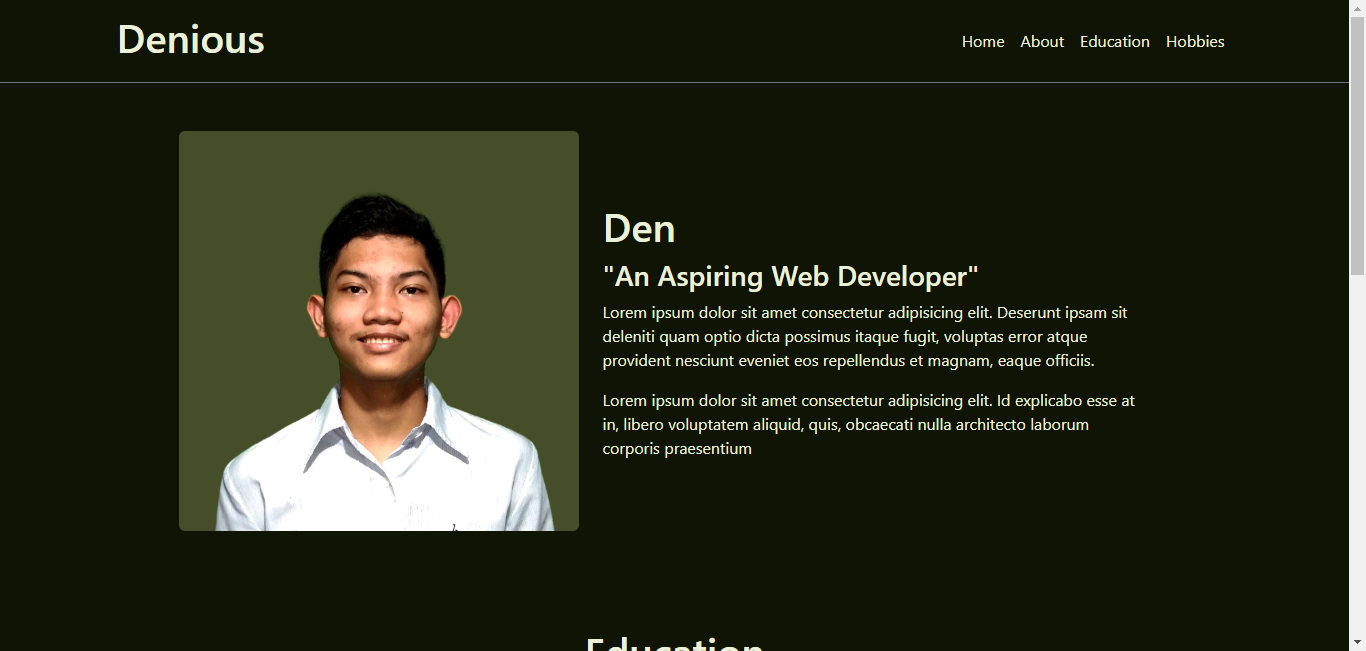 Denious
Home About Education Hobbies
Den
"An Aspiring Web Developer"
Lorem ipsum dolor sit amet consectetur adipisicing elit. Deserunt ipsam sit
deleniti quam optio dicta possimus itaque fugit, voluptas error atque
provident nesciunt eveniet eos repellendus et magnam, eaque officiis.
Lorem ipsum dolor sit amet consectetur adipisicing elit. Id explicabo esse at
in, libero voluptatem aliquid, quis, obcaecati nulla architecto laborum
corporis praesentium
Education